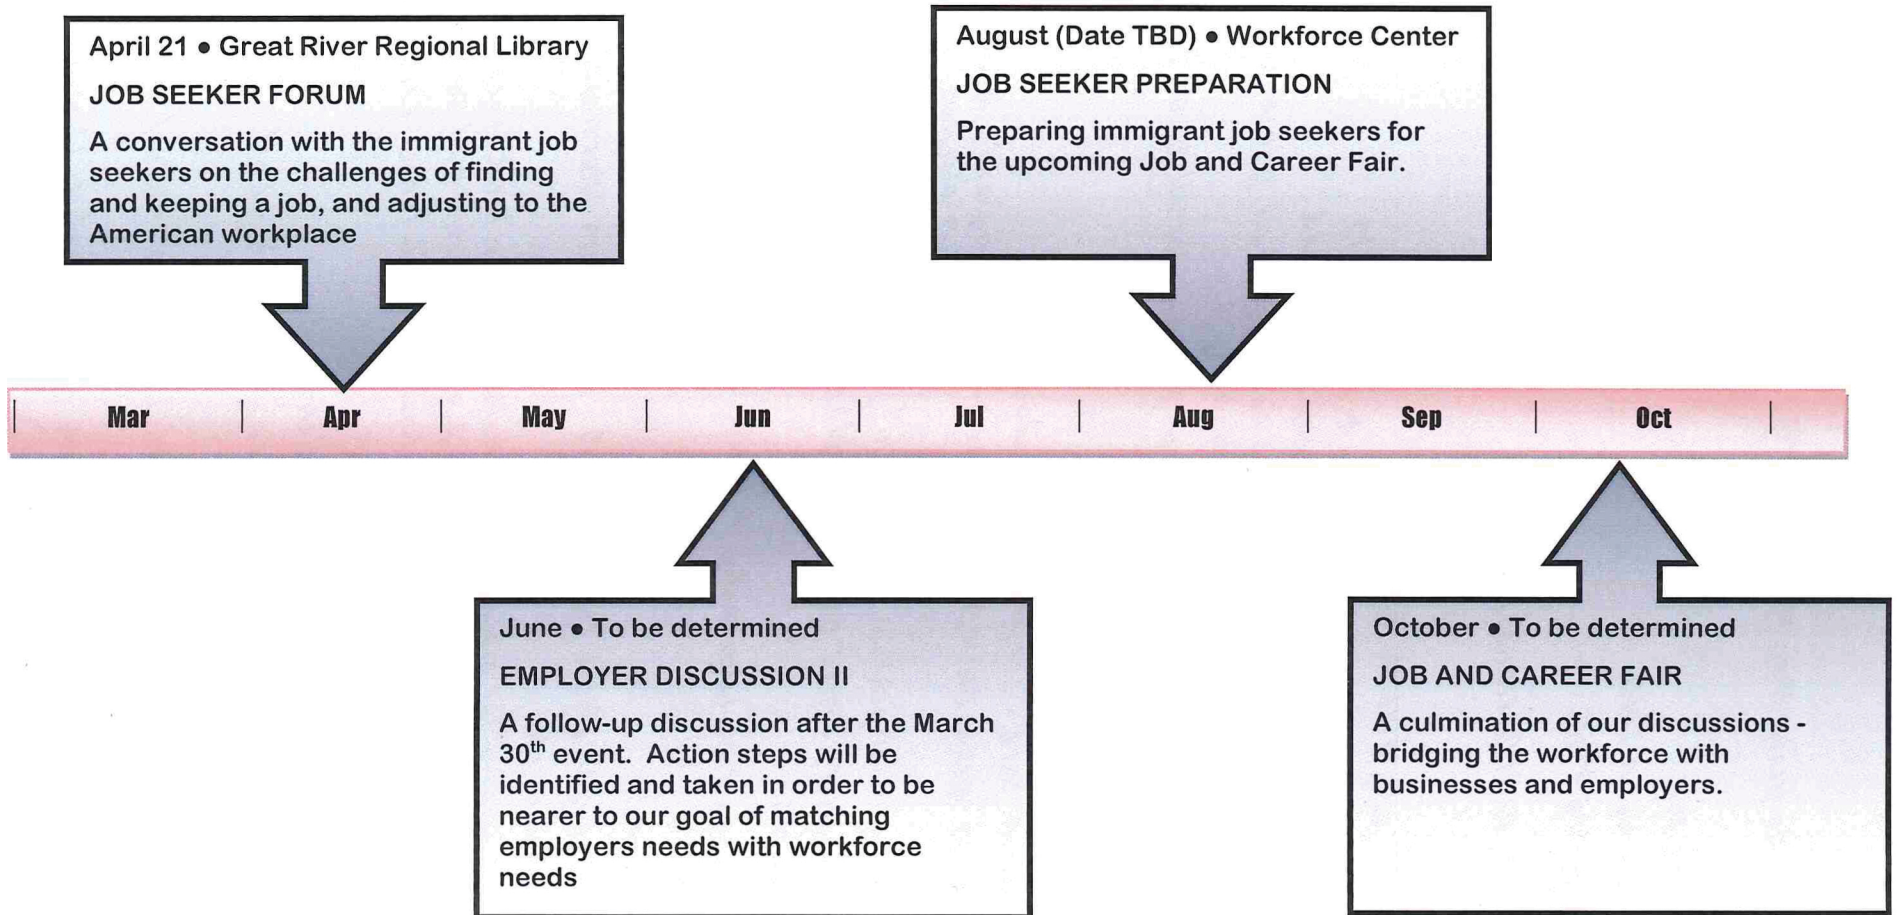 April 21 • Great River Regional Library
JOB SEEKER FORUM
A conversation with the immigrant job
seekers on the challenges of finding
and keeping a job, and adjusting to the
American workplace
August (Date TBD) • Workforce Center
JOB SEEKER PREPARATION
Preparing immigrant job seekers for
the upcoming Job and Career Fair.
| Mar | Apr | May | Jun | Jul | Aug | Sep | Oct |
June • To be determined
EMPLOYER DISCUSSION II
A follow-up discussion after the March
30th event.  Action steps will be
identified and taken in order to be
nearer to our goal of matching
employers needs with workforce
needs
October • To be determined
JOB AND CAREER FAIR
A culmination of our discussions -
bridging the workforce with
businesses and employers.